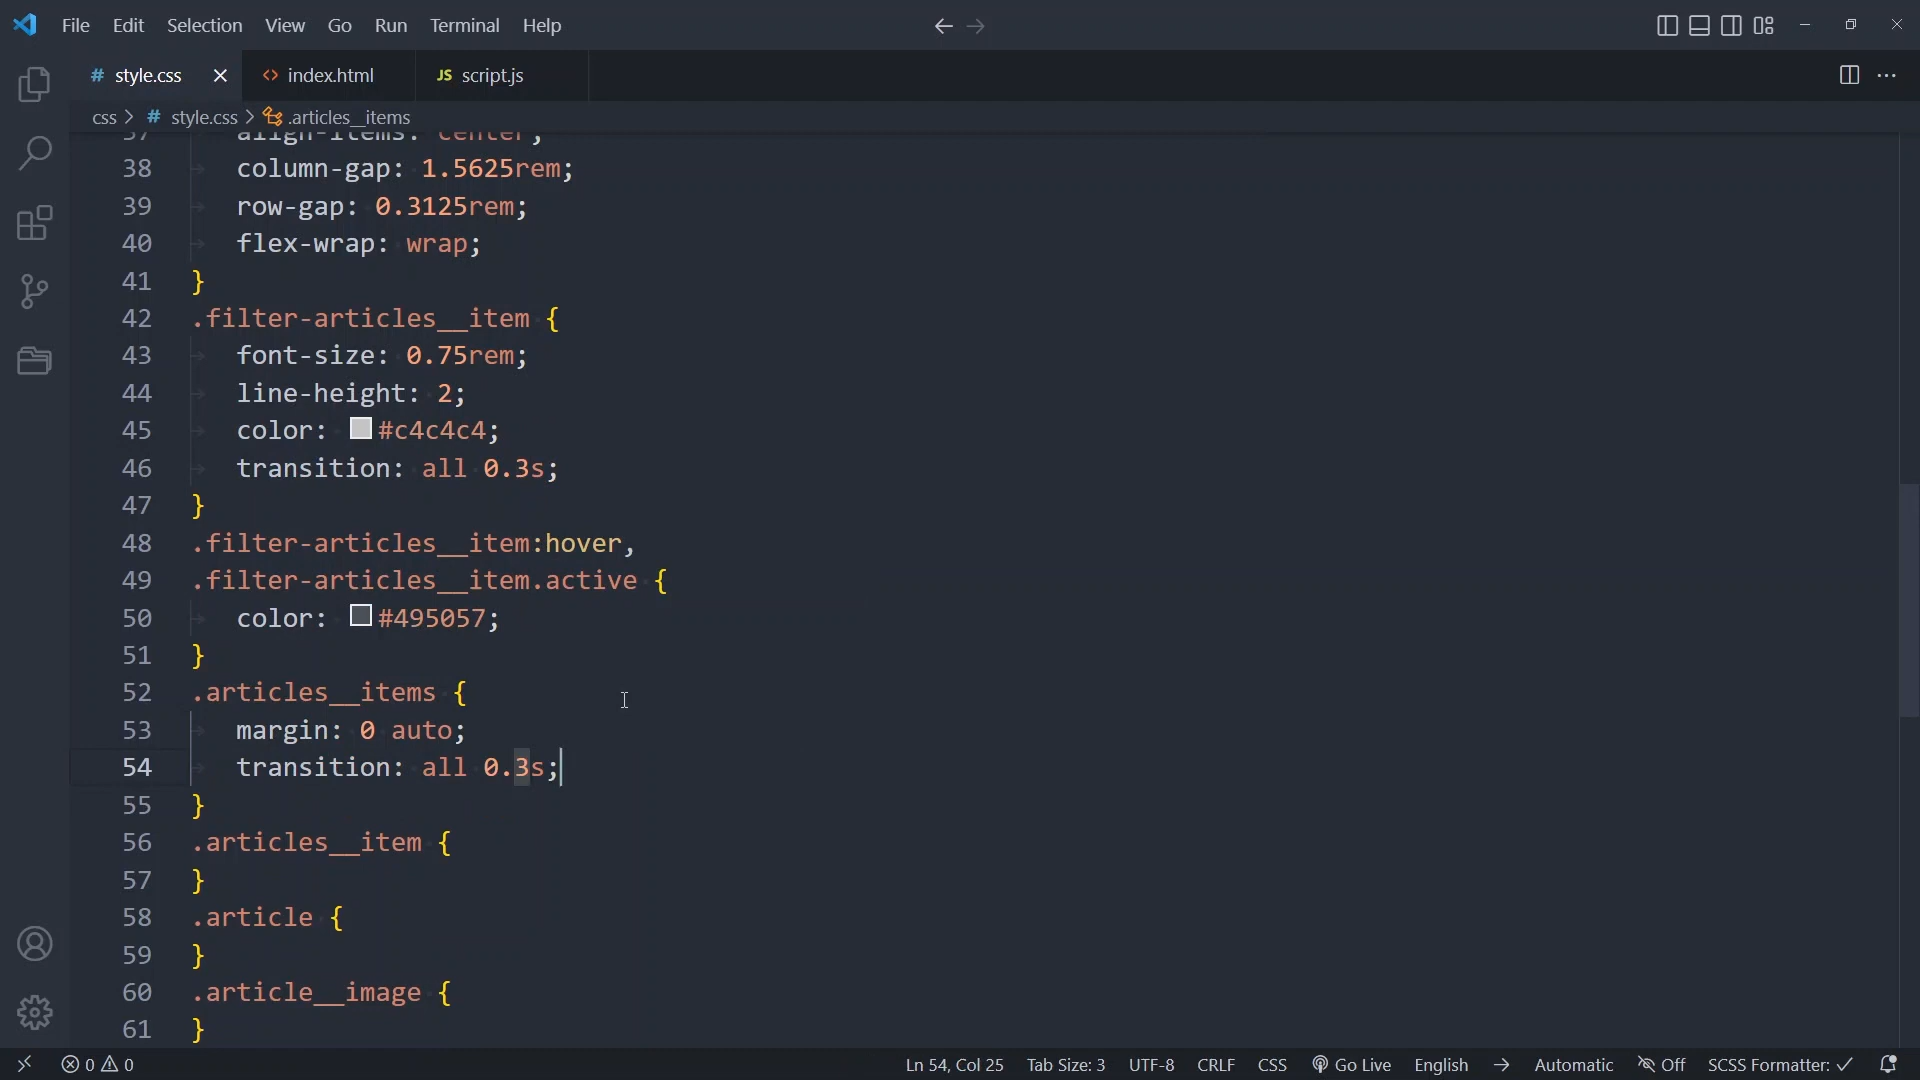 File Edit Selection View Go Run Terminal Help
# style.css
<> index.html
JS script.js
css > # style.css > .articles__items
37 align-items: center;
38 column-gap: 1.5625rem;
39 row-gap: 0.3125rem;
40 flex-wrap: wrap;
41 }
42 .filter-articles__item {
43 font-size: 0.75rem;
44 line-height: 2;
45 color: #c4c4c4;
46 transition: all 0.3s;
47 }
48 .filter-articles__item:hover,
49 .filter-articles__item.active {
50 color: #495057;
51 }
52 .articles__items {
53 margin: 0 auto;
54 transition: all 0.3s;
55 }
56 .articles__item {
57 }
58 .article {
59 }
60 .article__image {
61 }
0 0 Ln 54, Col 25 Tab Size: 3 UTF-8 CRLF CSS Go Live English → Automatic Off SCSS Formatter: ✓